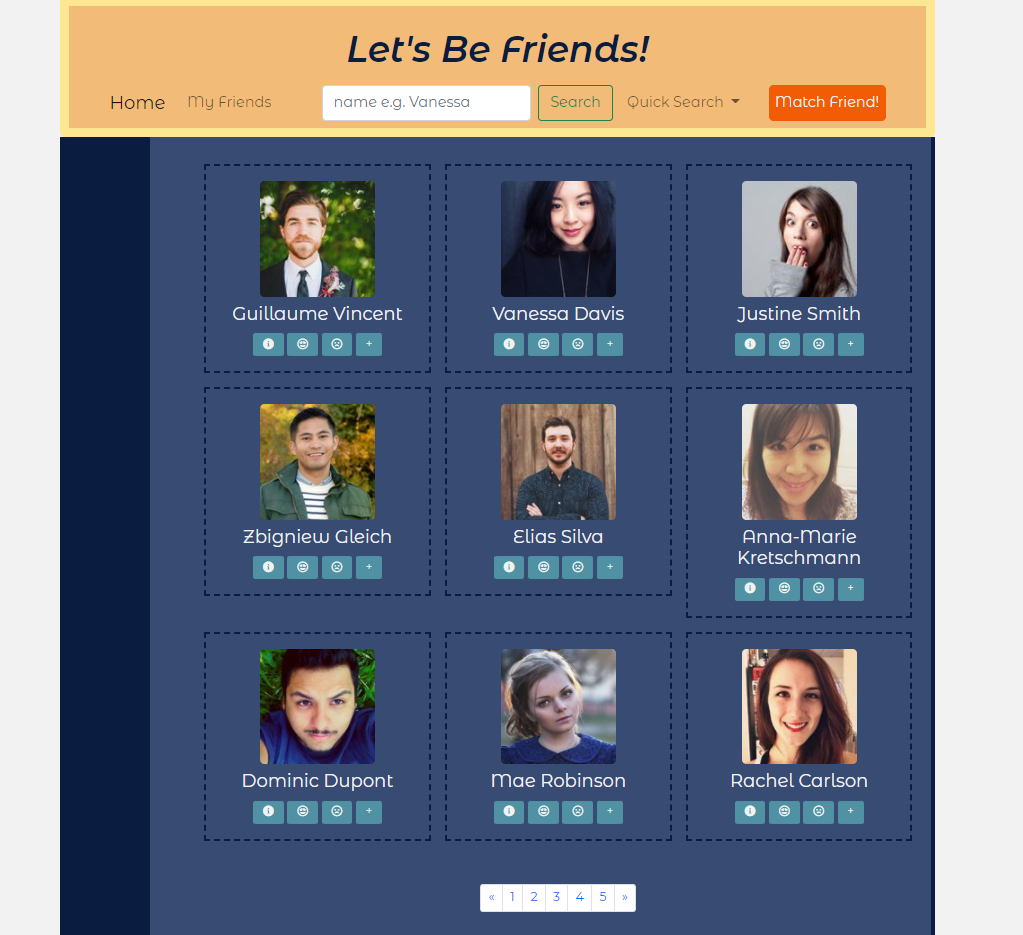 Let's Be Friends!
Home My Friends name e.g. Vanessa Search Quick Search Match Friend!
Guillaume Vincent Vanessa Davis Justine Smith
+ + +
Zbigniew Gleich Elias Silva Anna-Marie
Kretschmann
+ + +
Dominic Dupont Mae Robinson Rachel Carlson
+ + +
« 1 2 3 4 5 »